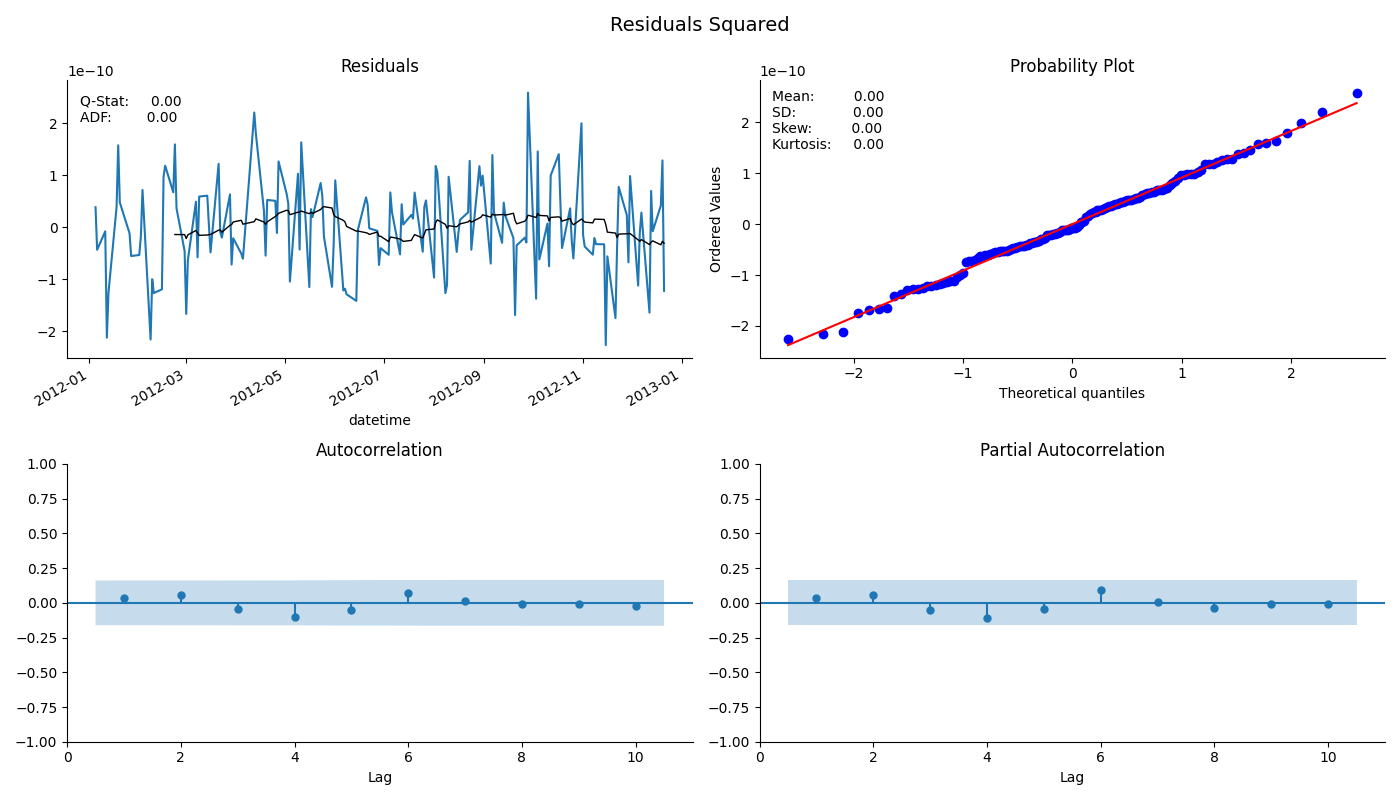 Residuals Squared
Residuals
1e−10
Q-Stat: 0.00
ADF: 0.00
2
1
0
−1
−2
2012-01
2012-03
2012-05
2012-07
2012-09
2012-11
2013-01
datetime
Probability Plot
1e−10
Mean: 0.00
SD: 0.00
Skew: 0.00
Kurtosis: 0.00
Ordered Values
2
1
0
−1
−2
−2
−1
0
1
2
Theoretical quantiles
Autocorrelation
1.00
0.75
0.50
0.25
0.00
−0.25
−0.50
−0.75
−1.00
0
2
4
6
8
10
Lag
Partial Autocorrelation
1.00
0.75
0.50
0.25
0.00
−0.25
−0.50
−0.75
−1.00
0
2
4
6
8
10
Lag